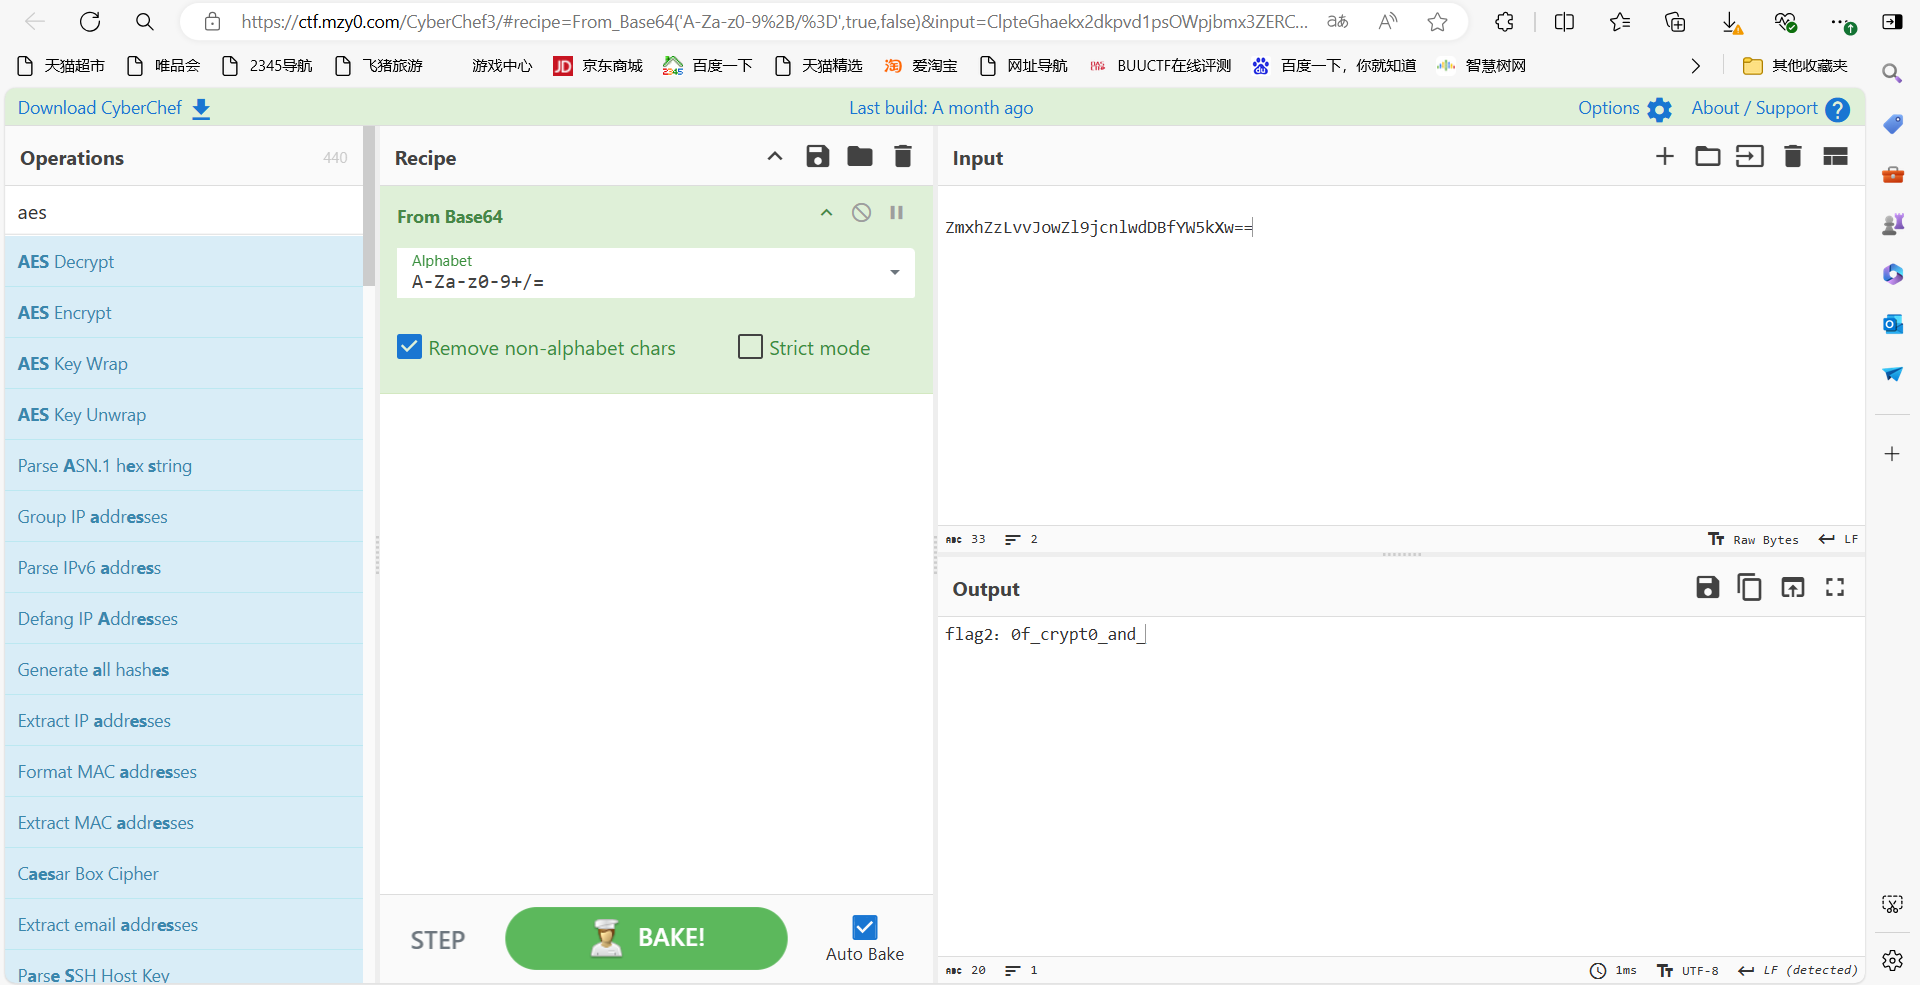 https://ctf.mzy0.com/CyberChef3/#recipe=From_Base64('A-Za-z0-9%2B/%3D',true,false)&input=ClpteGhaekx2dkpvd1psOWpjbmx3ZERC...
天猫超市 唯品会 2345导航 飞猪旅游 游戏中心 JD 京东商城 2345 百度一下 天猫精选 淘 爱淘宝 网址导航 BUUCTF在线评测 百度一下，你就知道 智慧树网 其他收藏夹
Download CyberChef Last build: A month ago Options About / Support
Operations 440
aes
AES Decrypt
AES Encrypt
AES Key Wrap
AES Key Unwrap
Parse ASN.1 hex string
Group IP addresses
Parse IPv6 address
Defang IP Addresses
Generate all hashes
Extract IP addresses
Format MAC addresses
Extract MAC addresses
Caesar Box Cipher
Extract email addresses
Parse SSH Host Key
Recipe
From Base64
Alphabet
A-Za-z0-9+/=
Remove non-alphabet chars Strict mode
STEP BAKE! Auto Bake
Input
ZmxhZzLvvJowZl9jcnlwdDBfYW5kXw==
ABC 33 2 Raw Bytes LF
Output
flag2：0f_crypt0_and_
ABC 20 1 1ms UTF-8 LF (detected)